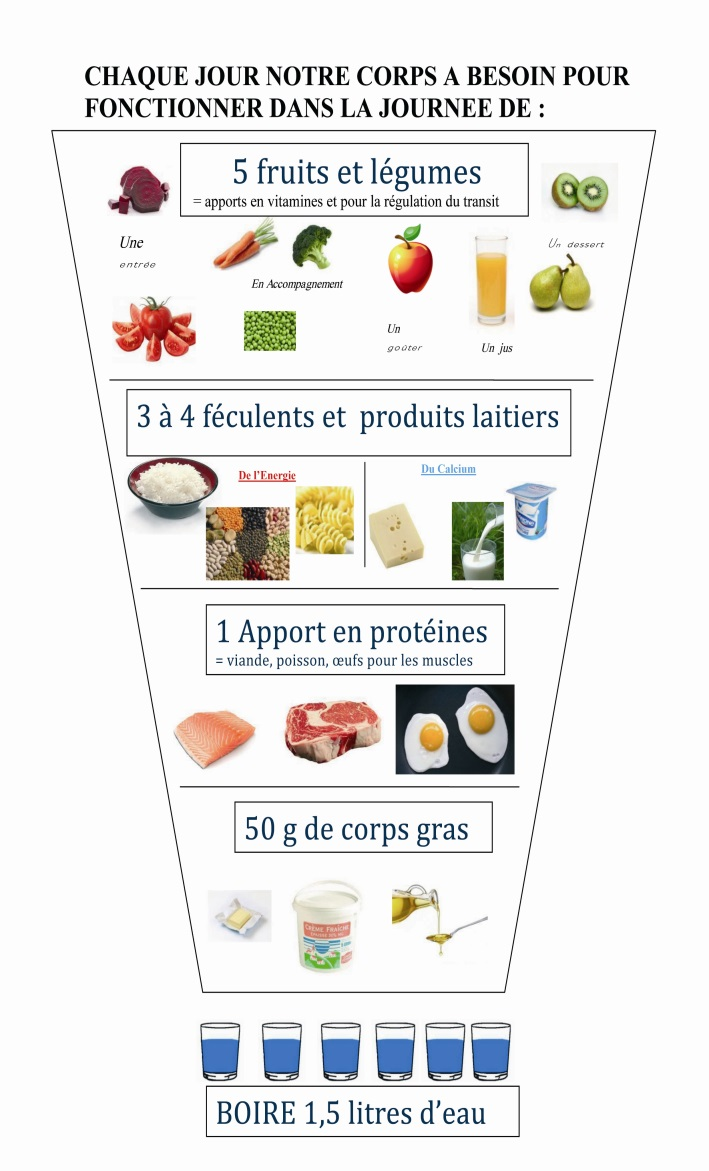 CHAQUE JOUR NOTRE CORPS A BESOIN POUR
FONCTIONNER DANS LA JOURNEE DE :
5 fruits et légumes
= apports en vitamines et pour la régulation du transit
Une
entrée
En Accompagnement
Un dessert
Un
goûter
Un jus
3 à 4 féculents et produits laitiers
De l'Energie
Du Calcium
1 Apport en protéines
= viande, poisson, œufs pour les muscles
50 g de corps gras
CRÈME FRAÎCHE
BOIRE 1,5 litres d'eau